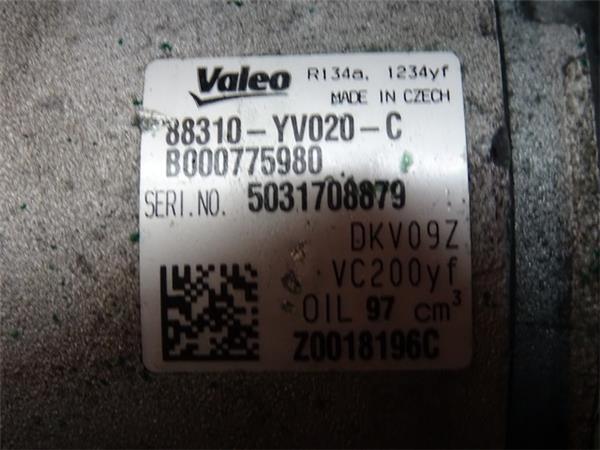 Valeo R134a, 1234yf
MADE IN CZECH
88310-YV020-C
B000775980
SERI.NO. 5031708879
DKV09Z
VC200yf
OIL 97 cm³
Z0018196C